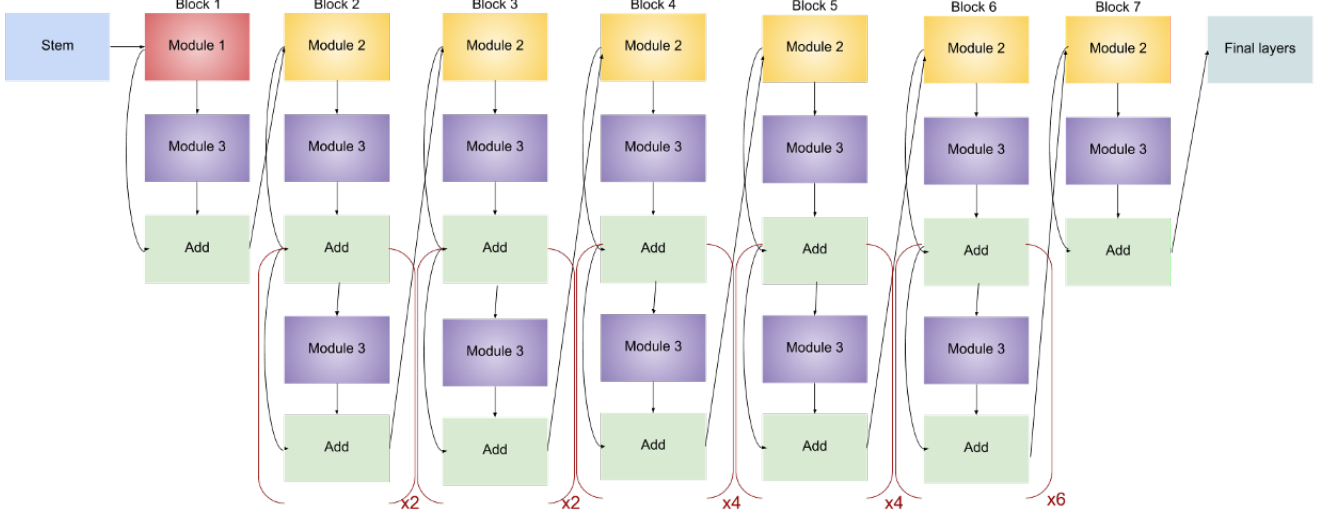 Block 1 Block 2 Block 3 Block 4 Block 5 Block 6 Block 7
Stem Module 1 Module 2 Module 2 Module 2 Module 2 Module 2 Module 2 Final layers
Module 3 Module 3 Module 3 Module 3 Module 3 Module 3 Module 3
Add Add Add Add Add Add Add
Module 3 Module 3 Module 3 Module 3 Module 3
Add Add Add Add Add
x2 x2 x4 x4 x6